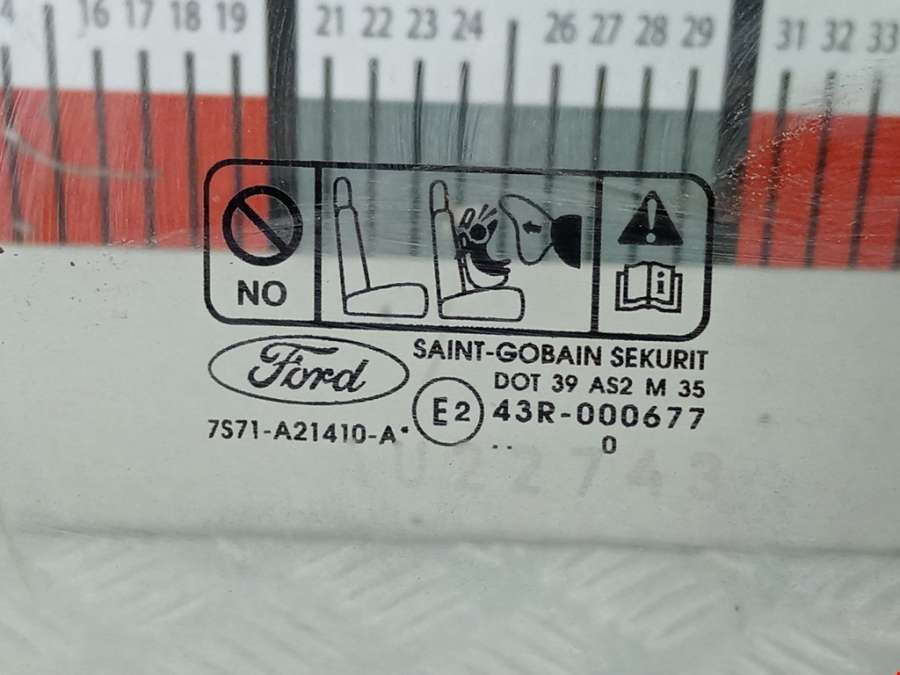 16 17 18 19 21 22 23 24 26 27 28 29 31 32 33
NO
i
Ford
SAINT-GOBAIN SEKURIT
DOT 39 AS2 M 35
E2 43R-000677
7S71-A21410-A•
.. 0
022743